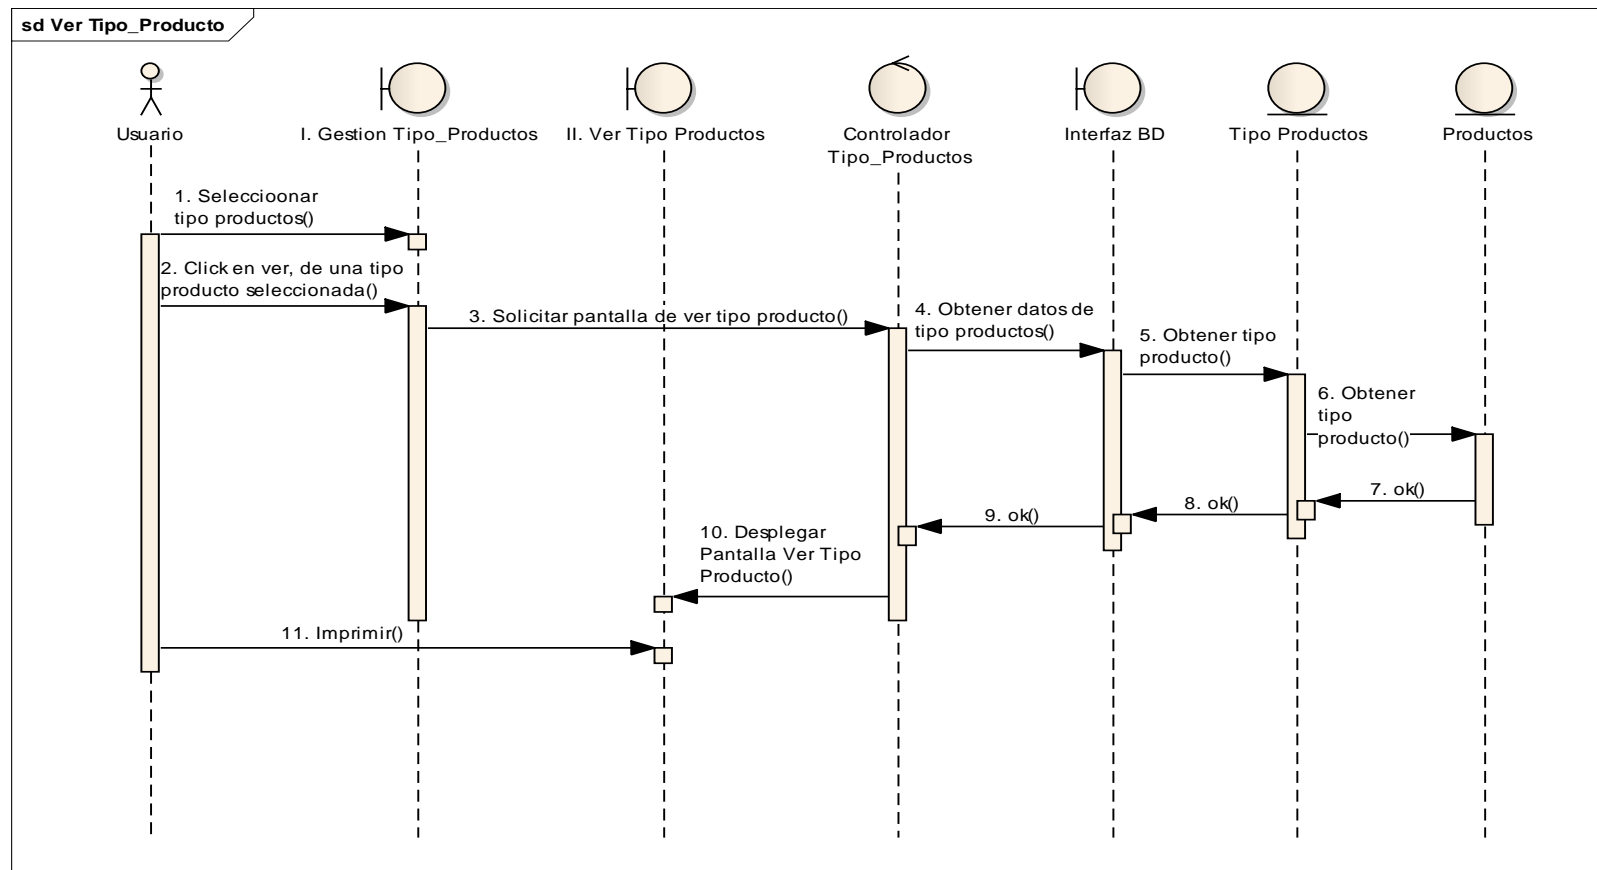 sd Ver Tipo_Producto
Usuario
I. Gestion Tipo_Productos
II. Ver Tipo Productos
Controlador
Tipo_Productos
Interfaz BD
Tipo Productos
Productos
1. Seleccioonar
tipo productos()
2. Click en ver, de una tipo
producto seleccionada()
3. Solicitar pantalla de ver tipo producto()
4. Obtener datos de
tipo productos()
5. Obtener tipo
producto()
6. Obtener
tipo
producto()
7. ok()
8. ok()
9. ok()
10. Desplegar
Pantalla Ver Tipo
Producto()
11. Imprimir()